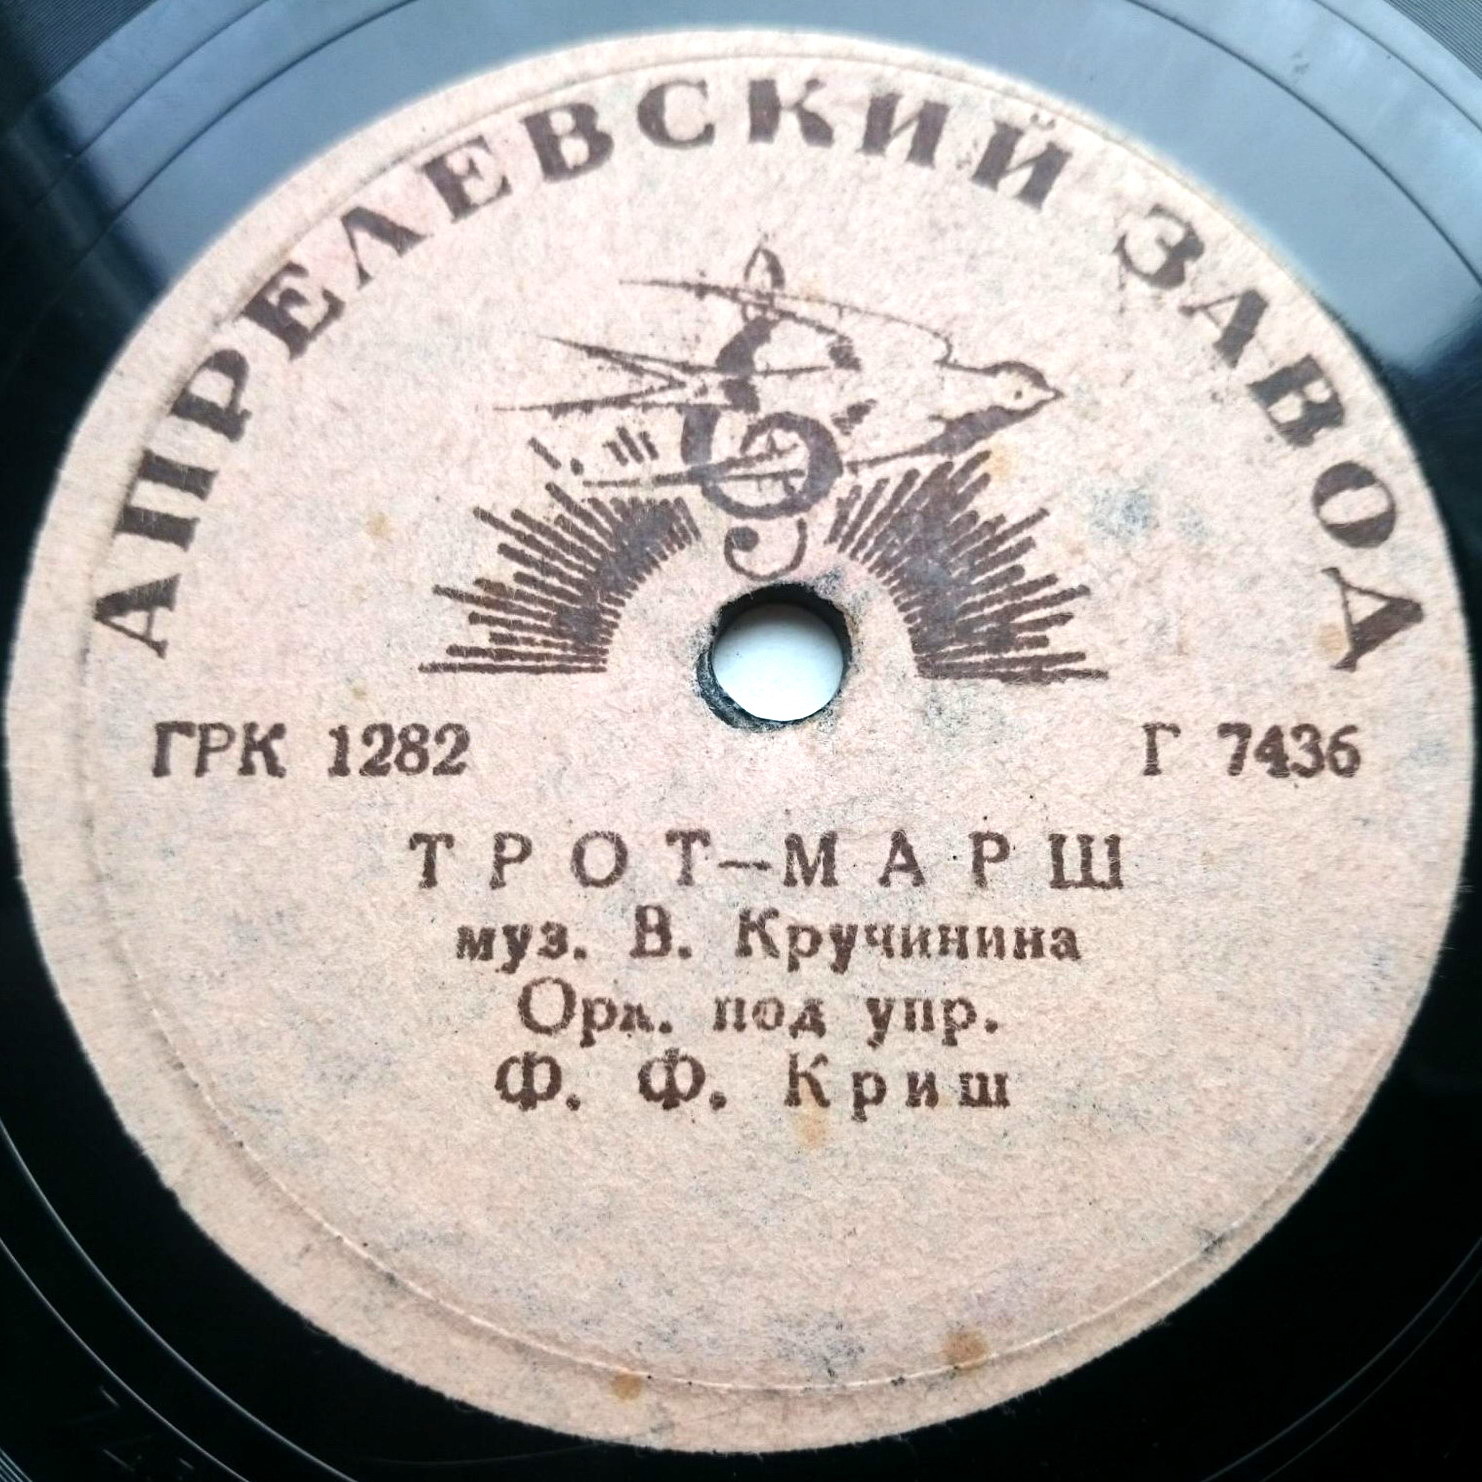 АПРЕЛЕВСКИЙ ЗАВОД
ГРК 1282
Г 7436
ТРОТ—МАРШ
муз. В. Кручинина
Орк. под упр.
Ф. Ф. Криш